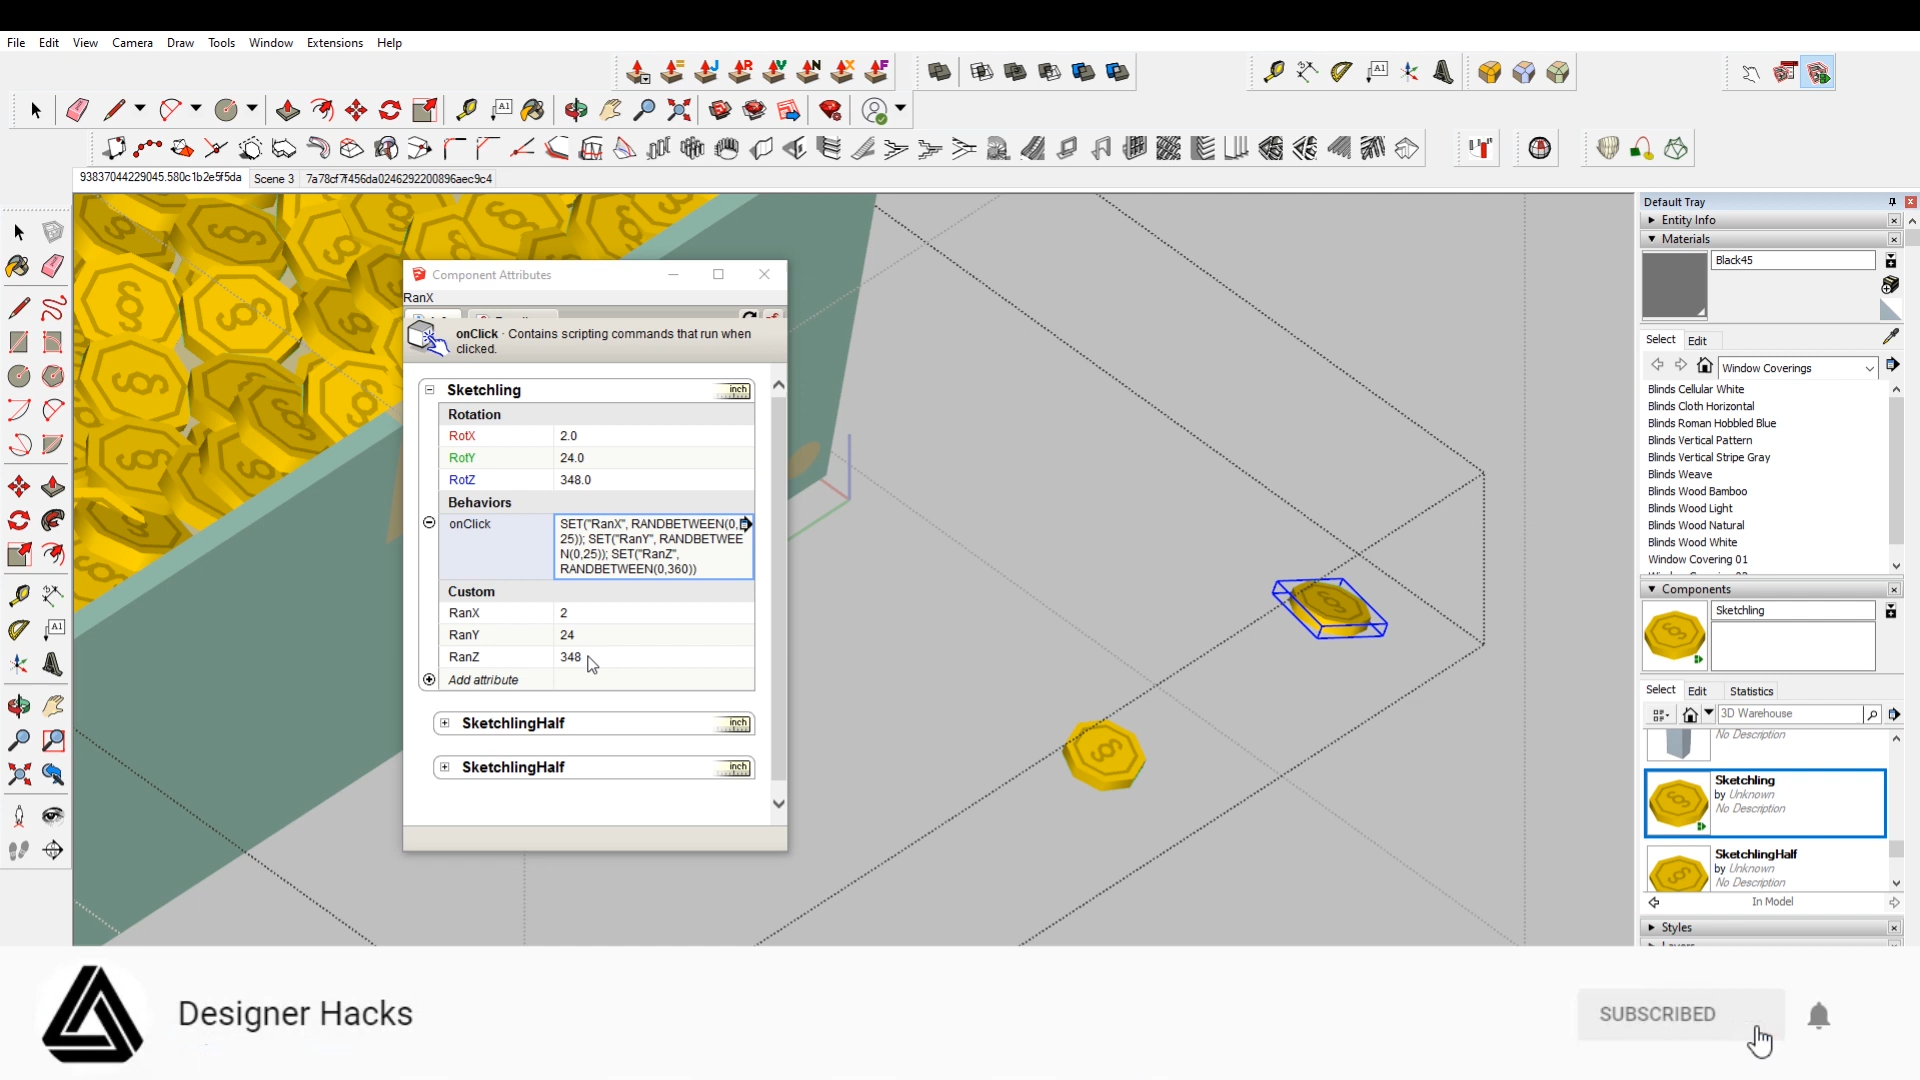 File Edit View Camera Draw Tools Window Extensions Help
93837044229045.580c1b2e5f5da Scene 3 7a78cf7f456da0246292200896aec9c4
Component Attributes
RanX
onClick - Contains scripting commands that run when
clicked.
Sketchling inch
Rotation
RotX 2.0
RotY 24.0
RotZ 348.0
Behaviors
onClick
SET("RanX", RANDBETWEEN(0,
25)); SET("RanY", RANDBETWEE
N(0,25)); SET("RanZ",
RANDBETWEEN(0,360))
Custom
RanX 2
RanY 24
RanZ 348
Add attribute
SketchlingHalf inch
SketchlingHalf inch
Default Tray
Entity Info
Materials
Black45
Select Edit
Window Coverings
Blinds Cellular White
Blinds Cloth Horizontal
Blinds Roman Hobbled Blue
Blinds Vertical Pattern
Blinds Vertical Stripe Gray
Blinds Weave
Blinds Wood Bamboo
Blinds Wood Light
Blinds Wood Natural
Blinds Wood White
Window Covering 01
Components
Sketchling
Select Edit Statistics
3D Warehouse
No Description
Sketchling
by Unknown
No Description
SketchlingHalf
by Unknown
No Description
In Model
Styles
Designer Hacks
SUBSCRIBED